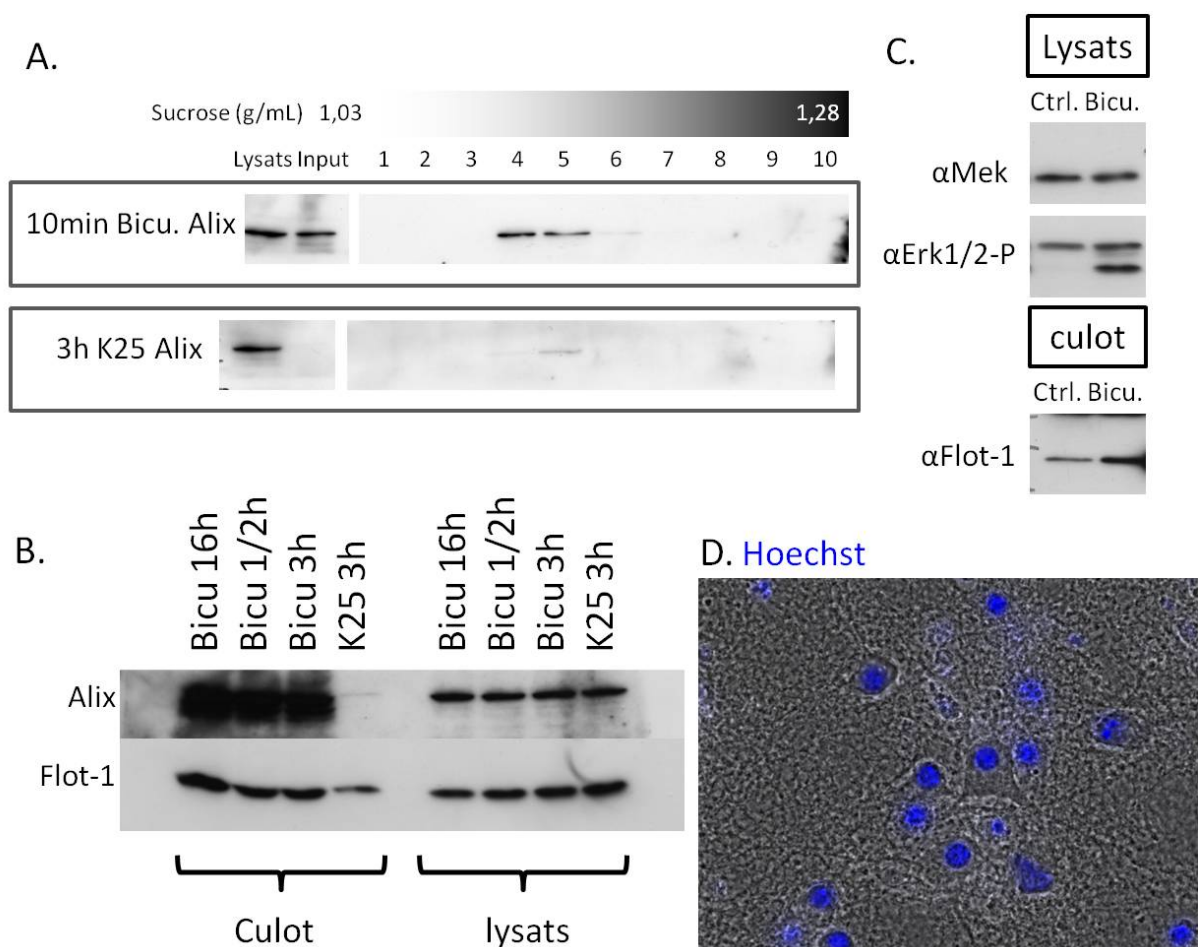 A.
Sucrose (g/mL) 1,03 1,28
Lysats Input 1 2 3 4 5 6 7 8 9 10
10min Bicu. Alix
3h K25 Alix
B.
Bicu 16h
Bicu 1/2h
Bicu 3h
K25 3h
Bicu 16h
Bicu 1/2h
Bicu 3h
K25 3h
Alix
Flot-1
Culot lysats
C.
Lysats
Ctrl. Bicu.
αMek
αErk1/2-P
culot
Ctrl. Bicu.
αFlot-1
D. Hoechst